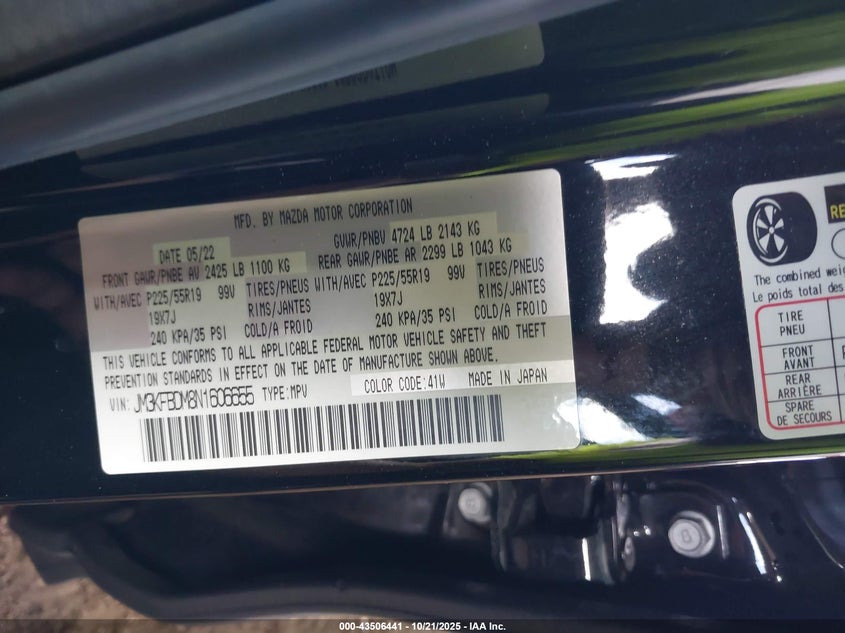 MFD. BY MAZDA MOTOR CORPORATION
DATE 05/22 GVWR/PNBV 4724 LB 2143 KG
FRONT GAWR/PNBE AV 2425 LB 1100 KG REAR GAWR/PNBE AR 2299 LB 1043 KG
WITH/AVEC P225/55R19 99V TIRES/PNEUS WITH/AVEC P225/55R19 99V TIRES/PNEUS
19X7J RIMS/JANTES 19X7J RIMS/JANTES
240 KPA/35 PSI COLD/A FROID 240 KPA/35 PSI COLD/A FROID
THIS VEHICLE CONFORMS TO ALL APPLICABLE FEDERAL MOTOR VEHICLE SAFETY AND THEFT
PREVENTION STANDARDS IN EFFECT ON THE DATE OF MANUFACTURE SHOWN ABOVE.
COLOR CODE:41W MADE IN JAPAN
VIN: JM3KFBDM8N1606655 TYPE:MPV
RE
The combined wei
Le poids total des
TIRE
PNEU
FRONT
AVANT
REAR
ARRIÈRE
SPARE
DE SECOURS
000-43506441 - 10/21/2025 - IAA Inc.